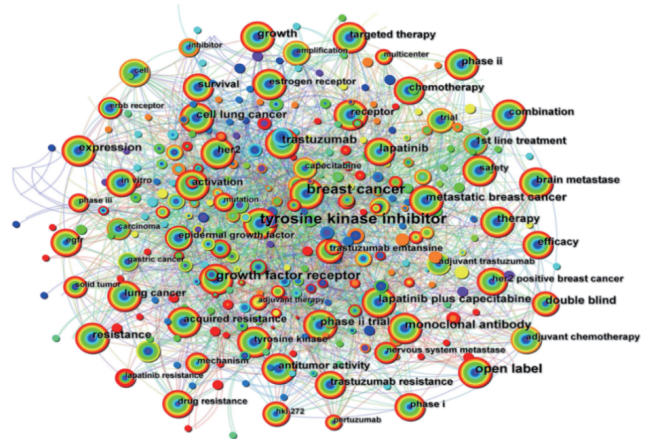 growth
targeted therapy
inhibitor
amplification
multicenter
phase ii
cell
survival
estrogen receptor
chemotherapy
erbb receptor
cell lung cancer
receptor
trial
combination
expression
her2
trastuzumab
lapatinib
1st line treatment
capecitabine
safety
in vitro
activation
breast cancer
brain metastase
metastatic breast cancer
phase iii
mutation
tyrosine kinase inhibitor
therapy
carcinoma
egfr
epidermal growth factor
trastuzumab emtansine
efficacy
gastric cancer
adjuvant trastuzumab
growth factor receptor
her2 positive breast cancer
solid tumor
lung cancer
adjuvant therapy
lapatinib plus capecitabine
double blind
acquired resistance
phase ii trial
monoclonal antibody
resistance
tyrosine kinase
adjuvant chemotherapy
nervous system metastase
mechanism
antitumor activity
open label
lapatinib resistance
trastuzumab resistance
drug resistance
hki 272
phase i
pertuzumab